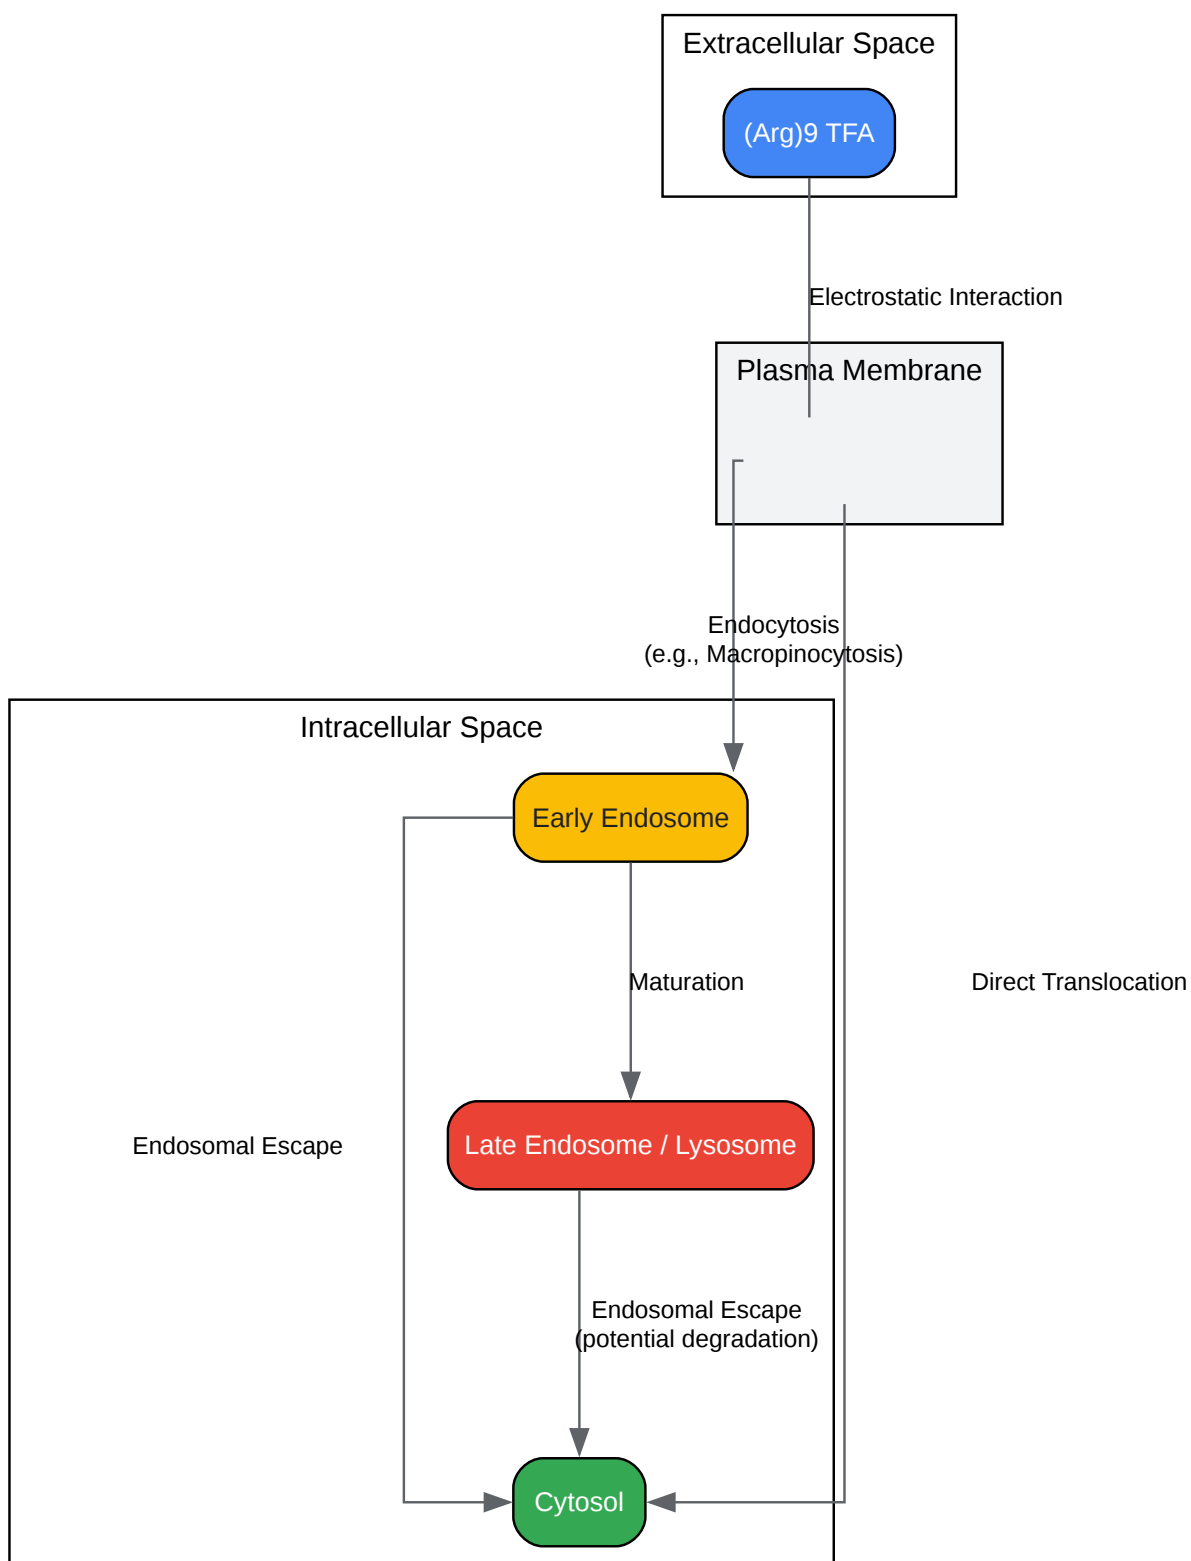 Extracellular Space
(Arg)9 TFA
Electrostatic Interaction
Plasma Membrane
Endocytosis
(e.g., Macropinocytosis)
Intracellular Space
Early Endosome
Maturation
Direct Translocation
Endosomal Escape
Late Endosome / Lysosome
Endosomal Escape
(potential degradation)
Cytosol